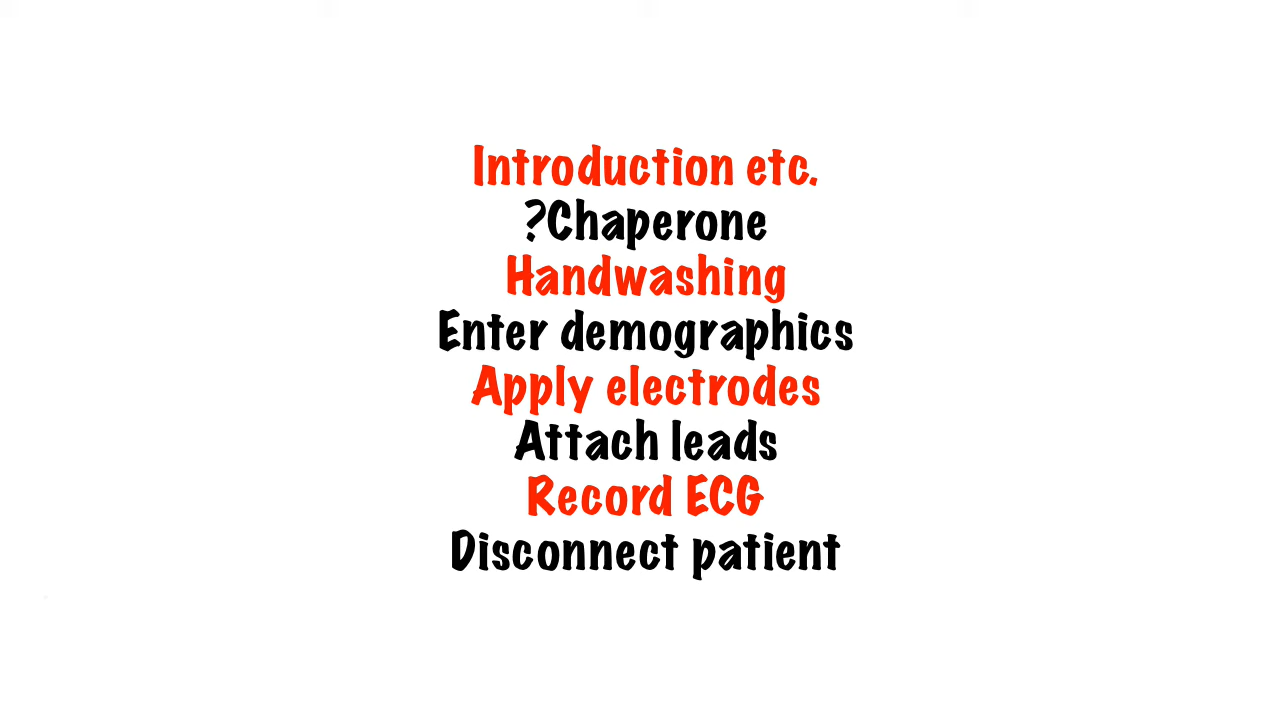 Introduction etc.
?Chaperone
Handwashing
Enter demographics
Apply electrodes
Attach leads
Record ECG
Disconnect patient